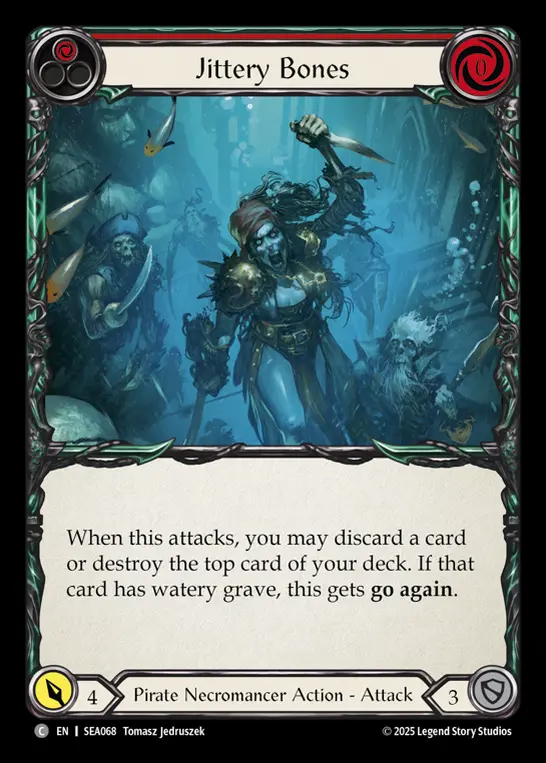 0
Jittery Bones
When this attacks, you may discard a card
or destroy the top card of your deck. If that
card has watery grave, this gets go again.
4
Pirate Necromancer Action - Attack
3
C EN | SEA068 Tomasz Jedruszek
© 2025 Legend Story Studios